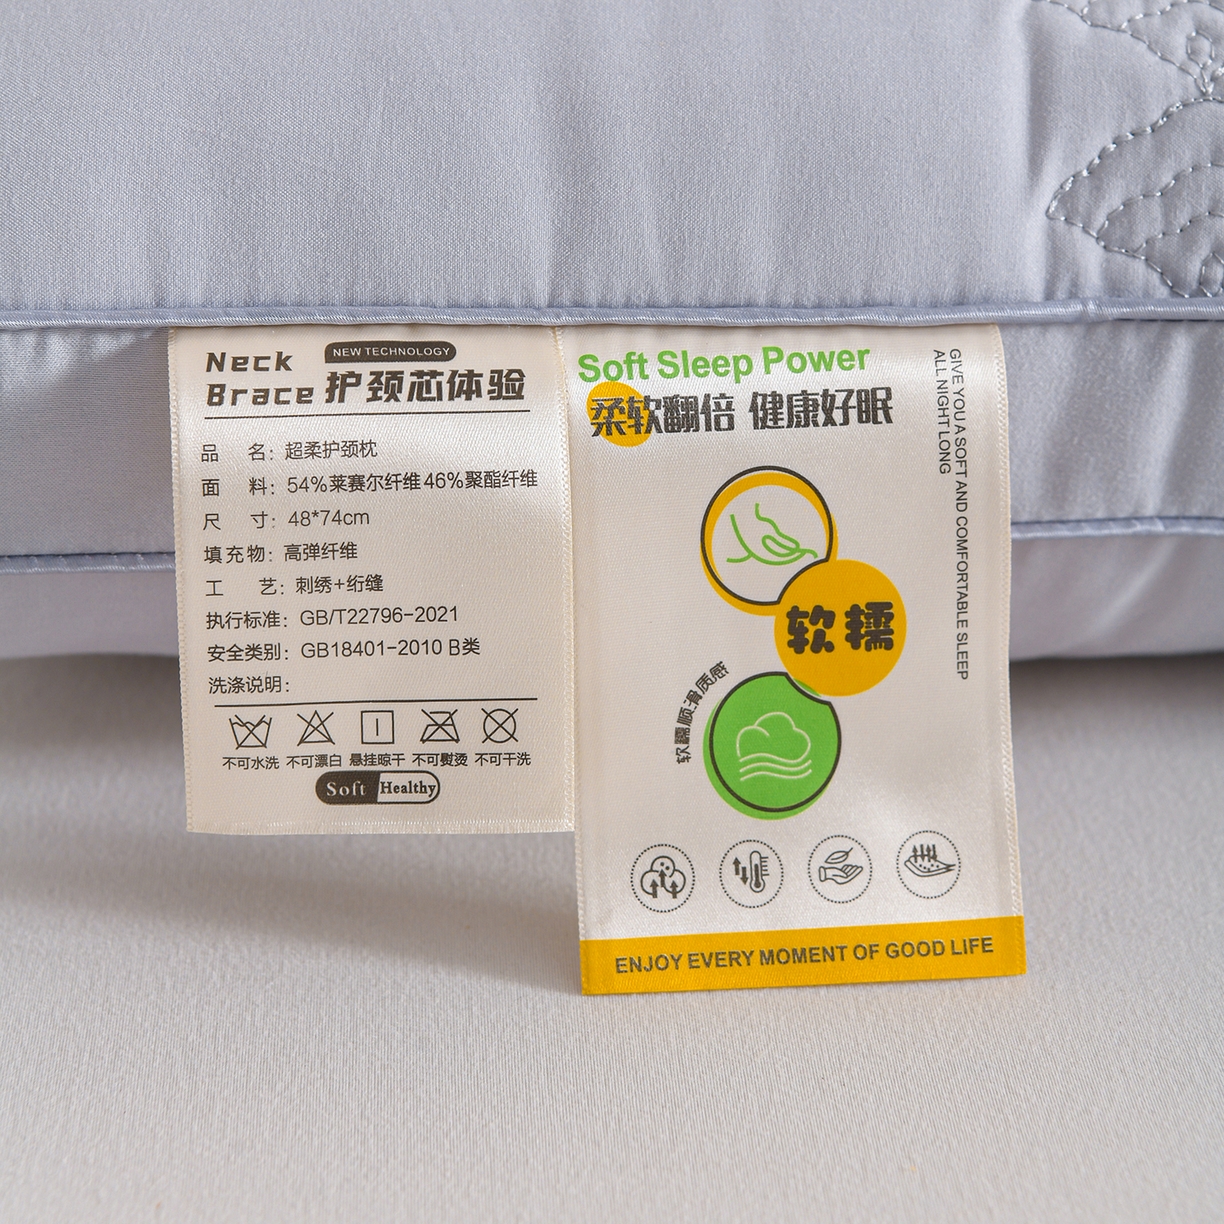 Neck
Brace
NEW TECHNOLOGY
护颈芯体验
品 名：超柔护颈枕
面 料：54%莱赛尔纤维46%聚酯纤维
尺 寸：48*74cm
填充物：高弹纤维
工 艺：刺绣+绗缝
执行标准：GB/T22796-2021
安全类别：GB18401-2010 B类
洗涤说明：
不可水洗 不可漂白 悬挂晾干 不可熨烫 不可干洗
Soft Healthy
Soft Sleep Power
柔软翻倍 健康好眠
GIVE YOU A SOFT AND COMFORTABLE SLEEP
ALL NIGHT LONG
软糯
软糯顺滑质感
ENJOY EVERY MOMENT OF GOOD LIFE